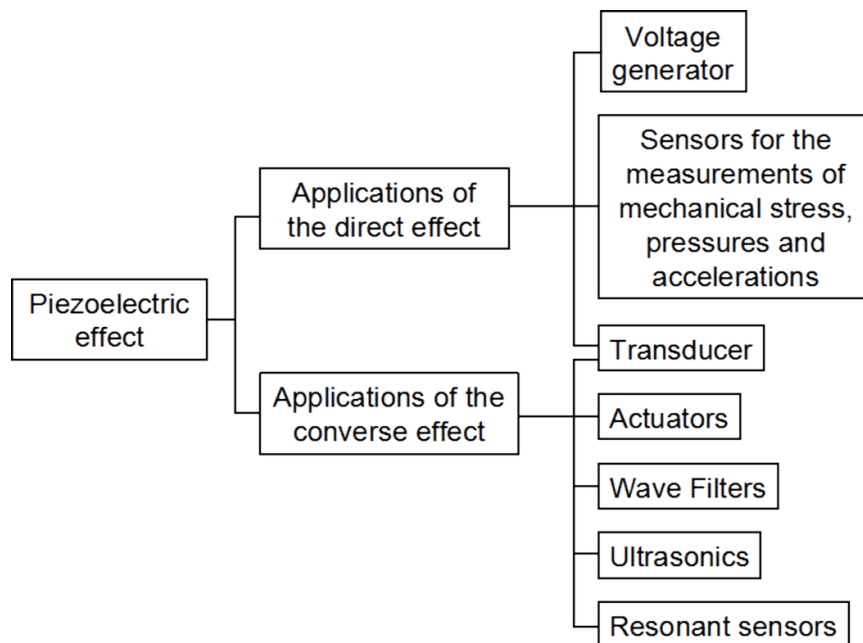 Piezoelectric
effect
Applications of
the direct effect
Applications of the
converse effect
Voltage
generator
Sensors for the
measurements of
mechanical stress,
pressures and
accelerations
Transducer
Actuators
Wave Filters
Ultrasonics
Resonant sensors